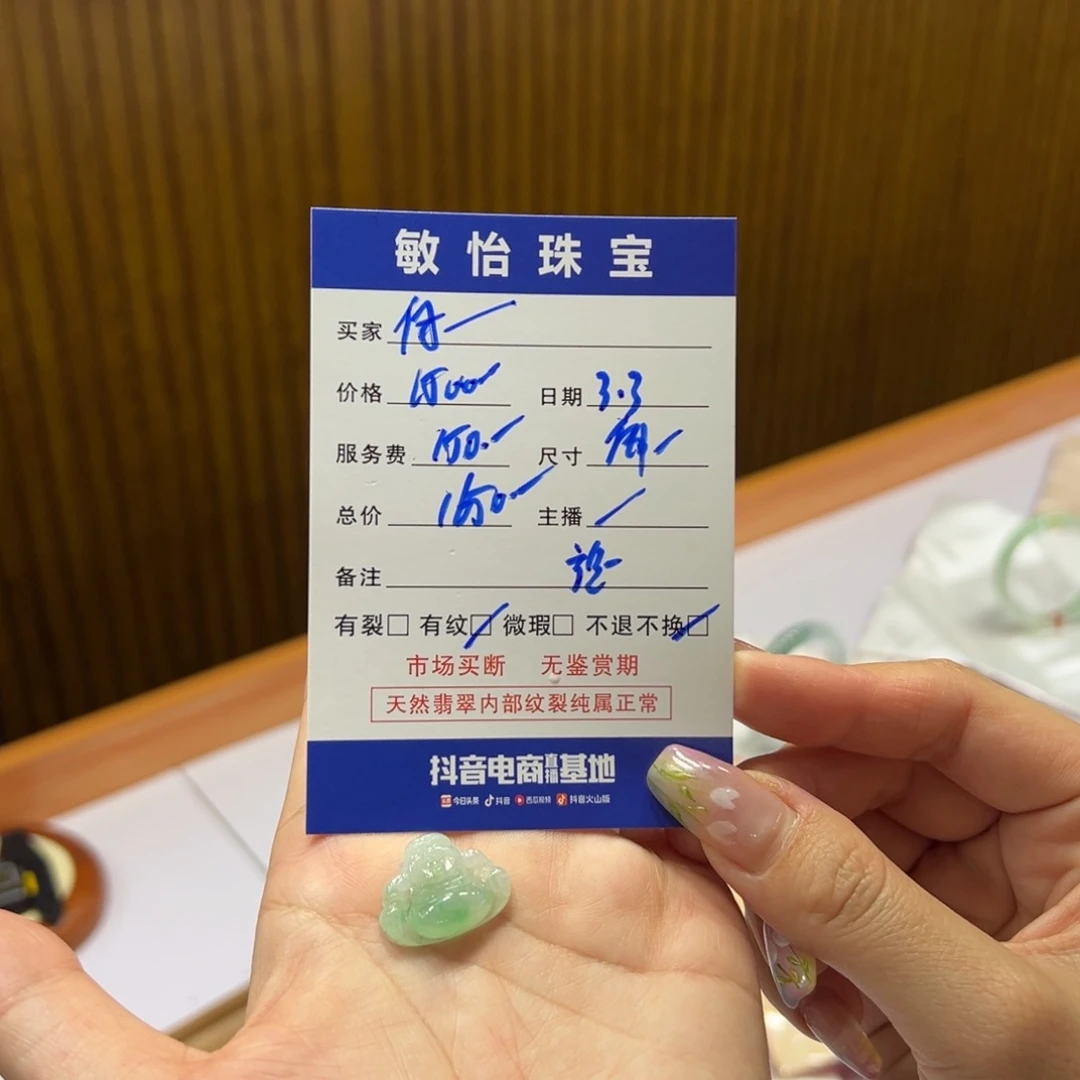 敏怡珠宝
买家
价格 1500 日期 3.3
服务费 150. 尺寸
总价 1650. 主播
备注
有裂 有纹 微瑕 不退不换
市场买断 无鉴赏期
天然翡翠内部纹裂纯属正常
抖音电商直播基地
今日头条 抖音 西瓜视频 抖音火山版